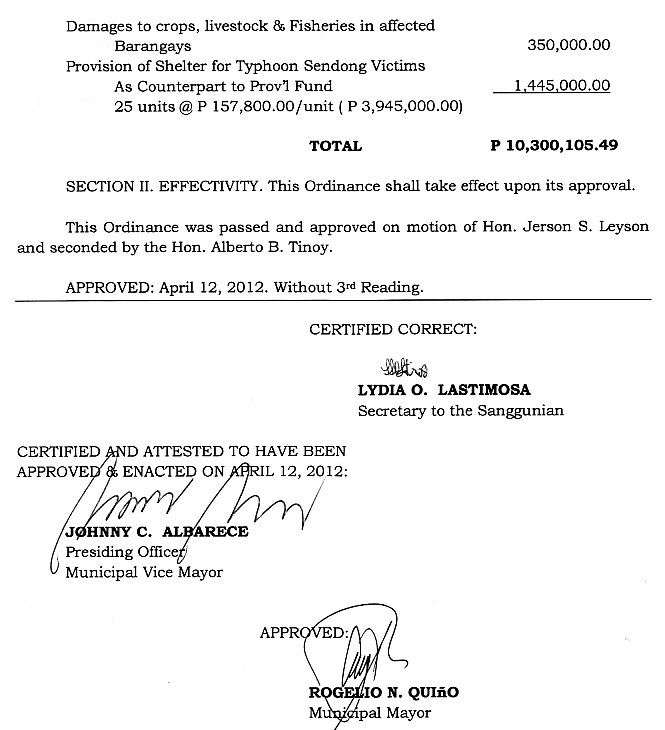 Damages to crops, livestock & Fisheries in affected
Barangays 350,000.00
Provision of Shelter for Typhoon Sendong Victims
As Counterpart to Prov'l Fund 1,445,000.00
25 units @ P 157,800.00/unit ( P 3,945,000.00)
TOTAL P 10,300,105.49
SECTION II. EFFECTIVITY. This Ordinance shall take effect upon its approval.
This Ordinance was passed and approved on motion of Hon. Jerson S. Leyson
and seconded by the Hon. Alberto B. Tinoy.
APPROVED: April 12, 2012. Without 3rd Reading.
CERTIFIED CORRECT:
LYDIA O. LASTIMOSA
Secretary to the Sanggunian
CERTIFIED AND ATTESTED TO HAVE BEEN
APPROVED & ENACTED ON APRIL 12, 2012:
JOHNNY C. ALBARECE
Presiding Officer
Municipal Vice Mayor
APPROVED:
ROGELIO N. QUIñO
Municipal Mayor